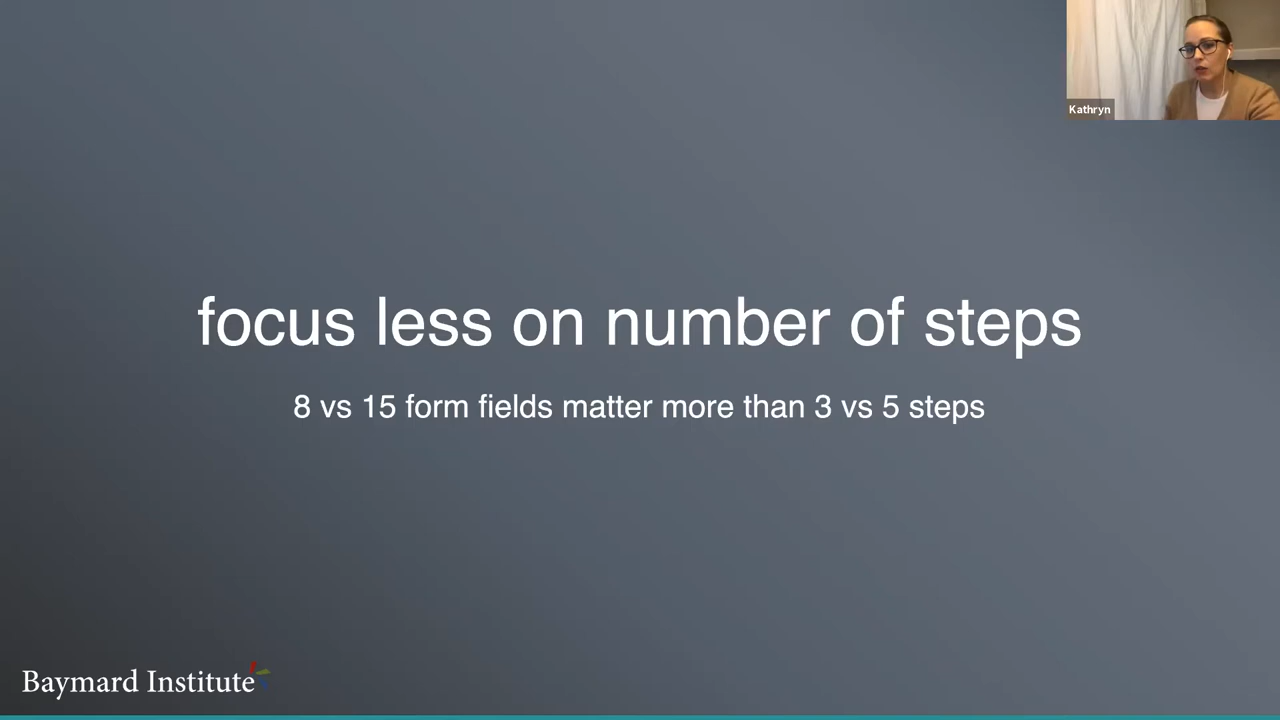 Kathryn
focus less on number of steps
8 vs 15 form fields matter more than 3 vs 5 steps
Baymard Institute